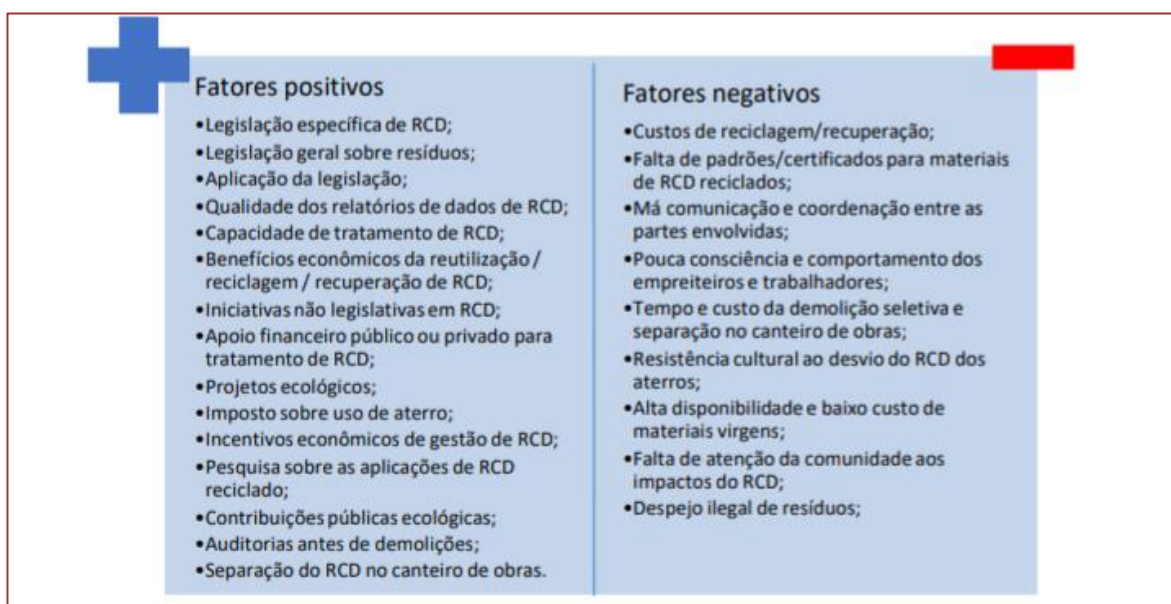 Fatores positivos
•Legislação específica de RCD;
•Legislação geral sobre resíduos;
•Aplicação da legislação;
•Qualidade dos relatórios de dados de RCD;
•Capacidade de tratamento de RCD;
•Benefícios econômicos da reutilização /
reciclagem / recuperação de RCD;
•Iniciativas não legislativas em RCD;
•Apoio financeiro público ou privado para
tratamento de RCD;
•Projetos ecológicos;
•Imposto sobre uso de aterro;
•Incentivos econômicos de gestão de RCD;
•Pesquisa sobre as aplicações de RCD
reciclado;
•Contribuições públicas ecológicas;
•Auditorias antes de demolições;
•Separação do RCD no canteiro de obras.
Fatores negativos
•Custos de reciclagem/recuperação;
•Falta de padrões/certificados para materiais
de RCD reciclados;
•Má comunicação e coordenação entre as
partes envolvidas;
•Pouca consciência e comportamento dos
empreiteiros e trabalhadores;
•Tempo e custo da demolição seletiva e
separação no canteiro de obras;
•Resistência cultural ao desvio do RCD dos
aterros;
•Alta disponibilidade e baixo custo de
materiais virgens;
•Falta de atenção da comunidade aos
impactos do RCD;
•Despejo ilegal de resíduos;